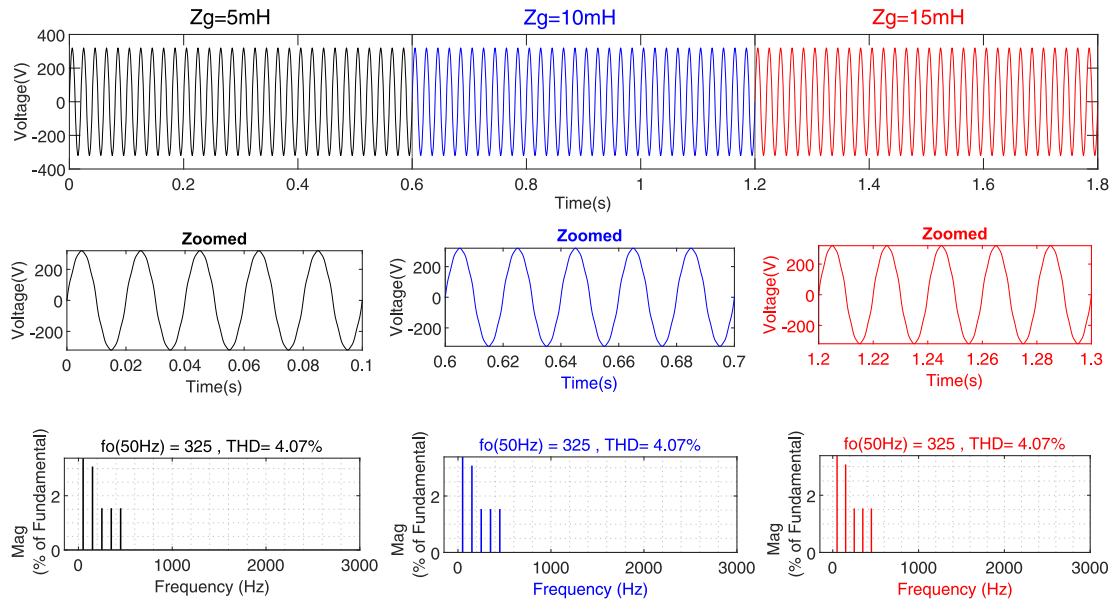 Zg=5mH Zg=10mH Zg=15mH
400
200
0
-200
-400
Voltage(V)
0 0.2 0.4 0.6 0.8 1 1.2 1.4 1.6 1.8
Time(s)
Zoomed
200
0
-200
Voltage(V)
0 0.02 0.04 0.06 0.08 0.1
Time(s)
Zoomed
200
0
-200
Voltage(V)
0.6 0.62 0.64 0.66 0.68 0.7
Time(s)
Zoomed
200
0
-200
Voltage(V)
1.2 1.22 1.24 1.26 1.28 1.3
Time(s)
fo(50Hz) = 325 , THD= 4.07%
Mag
(% of Fundamental)
2
0
0 1000 2000 3000
Frequency (Hz)
fo(50Hz) = 325 , THD= 4.07%
Mag
(% of Fundamental)
2
0
0 1000 2000 3000
Frequency (Hz)
fo(50Hz) = 325 , THD= 4.07%
Mag
(% of Fundamental)
2
0
0 1000 2000 3000
Frequency (Hz)